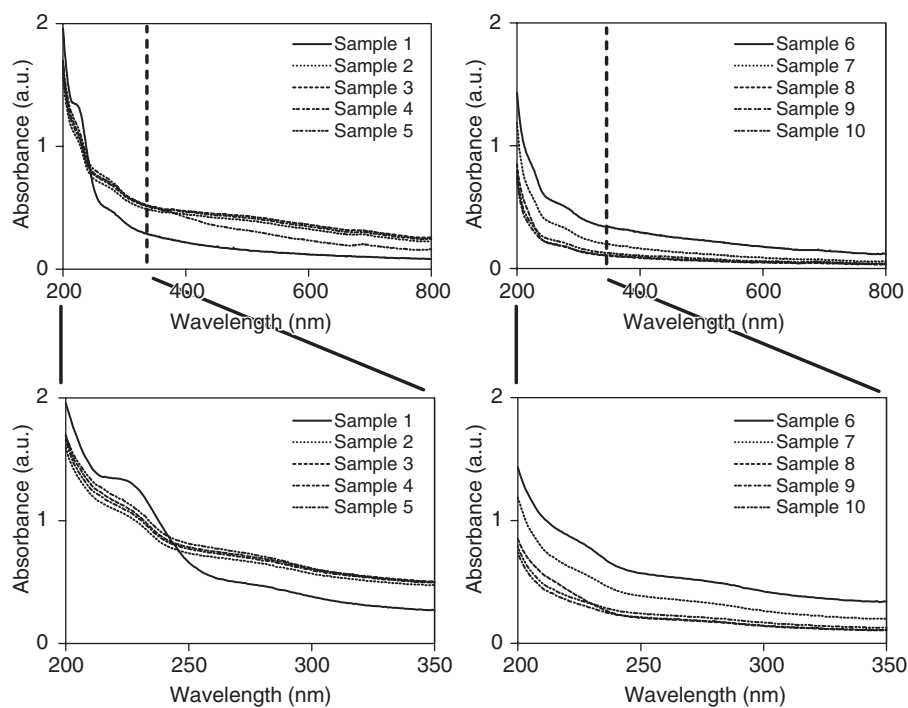 2
1
0
Absorbance (a.u.)
200 400 600 800
Wavelength (nm)
Sample 1
Sample 2
Sample 3
Sample 4
Sample 5
2
1
0
Absorbance (a.u.)
200 400 600 800
Wavelength (nm)
Sample 6
Sample 7
Sample 8
Sample 9
Sample 10
2
1
0
Absorbance (a.u.)
200 250 300 350
Wavelength (nm)
Sample 1
Sample 2
Sample 3
Sample 4
Sample 5
2
1
0
Absorbance (a.u.)
200 250 300 350
Wavelength (nm)
Sample 6
Sample 7
Sample 8
Sample 9
Sample 10